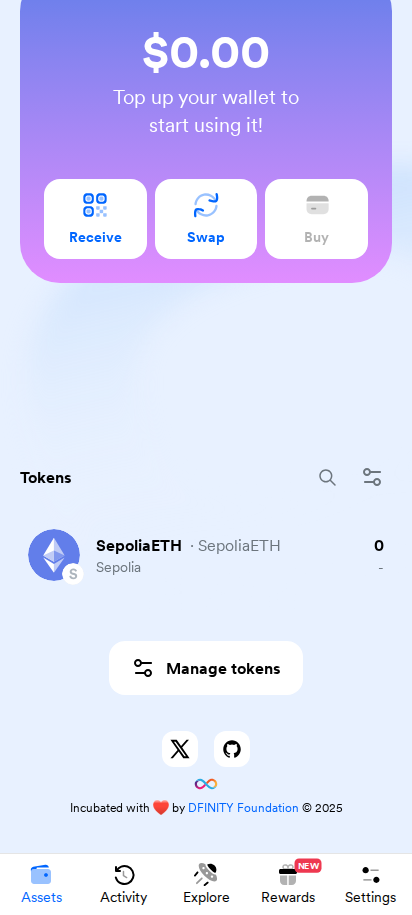 $0.00
Top up your wallet to
start using it!
Receive
Swap
Buy
Tokens
SepoliaETH · SepoliaETH 0
S Sepolia -
Manage tokens
Incubated with ❤️ by DFINITY Foundation © 2025
NEW
Assets
Activity
Explore
Rewards
Settings